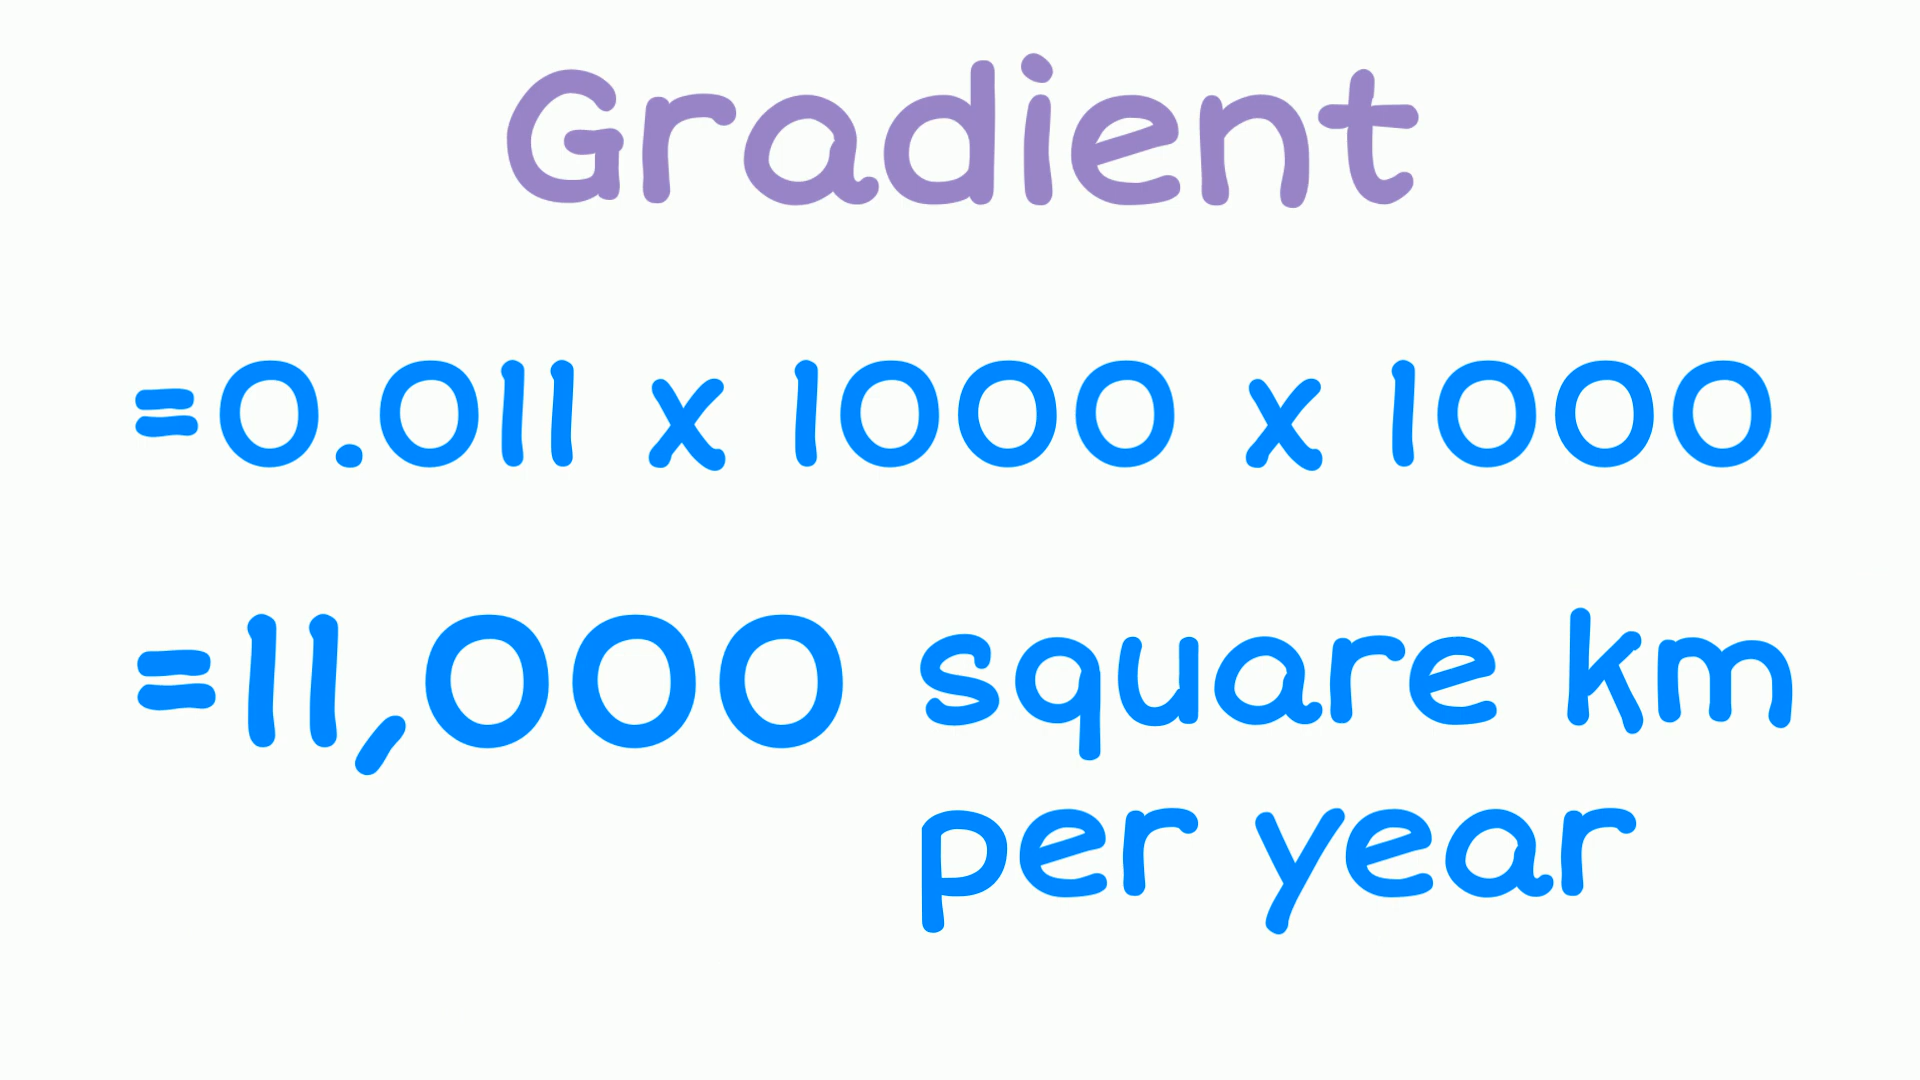 Gradient
=0.011 x 1000 x 1000
=11,000 square km
per year